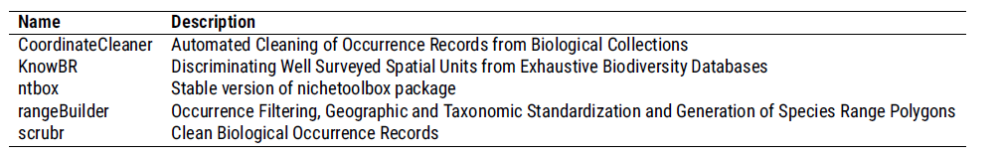 Name Description
CoordinateCleaner Automated Cleaning of Occurrence Records from Biological Collections
KnowBR Discriminating Well Surveyed Spatial Units from Exhaustive Biodiversity Databases
ntbox Stable version of nichetoolbox package
rangeBuilder Occurrence Filtering, Geographic and Taxonomic Standardization and Generation of Species Range Polygons
scrubr Clean Biological Occurrence Records